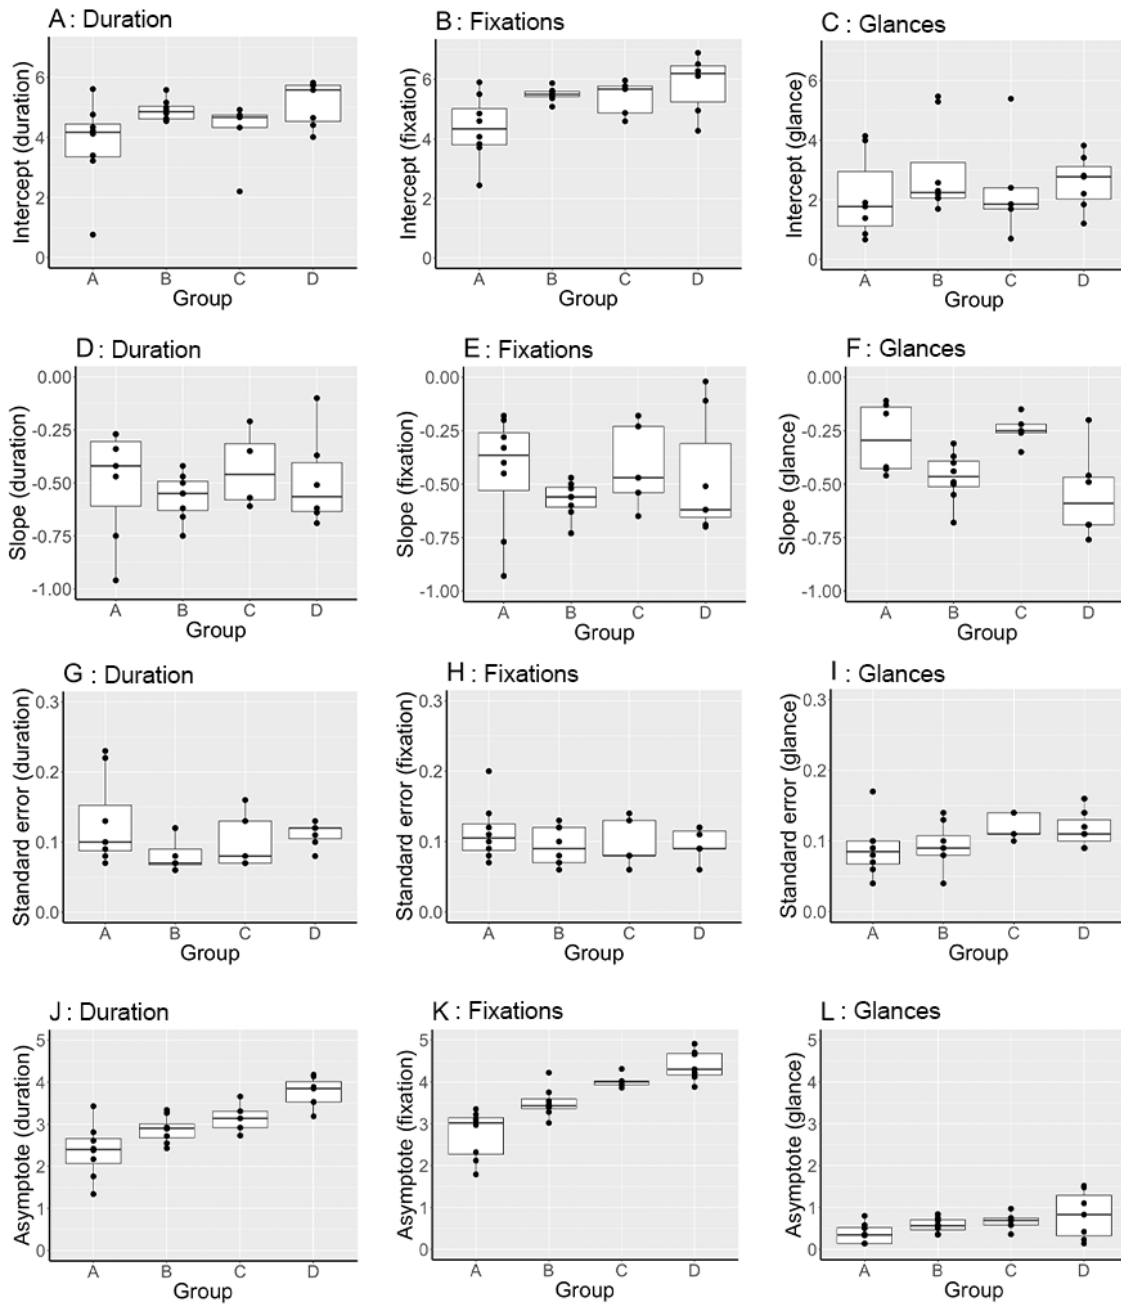 A : Duration
Intercept (duration)
6
4
2
0
A B C D
Group
B : Fixations
Intercept (fixation)
6
4
2
0
A B C D
Group
C : Glances
Intercept (glance)
6
4
2
0
A B C D
Group
D : Duration
Slope (duration)
0.00
-0.25
-0.50
-0.75
-1.00
A B C D
Group
E : Fixations
Slope (fixation)
0.00
-0.25
-0.50
-0.75
-1.00
A B C D
Group
F : Glances
Slope (glance)
0.00
-0.25
-0.50
-0.75
-1.00
A B C D
Group
G : Duration
Standard error (duration)
0.3
0.2
0.1
0.0
A B C D
Group
H : Fixations
Standard error (fixation)
0.3
0.2
0.1
0.0
A B C D
Group
I : Glances
Standard error (glance)
0.3
0.2
0.1
0.0
A B C D
Group
J : Duration
Asymptote (duration)
5
4
3
2
1
0
A B C D
Group
K : Fixations
Asymptote (fixation)
5
4
3
2
1
0
A B C D
Group
L : Glances
Asymptote (glance)
5
4
3
2
1
0
A B C D
Group